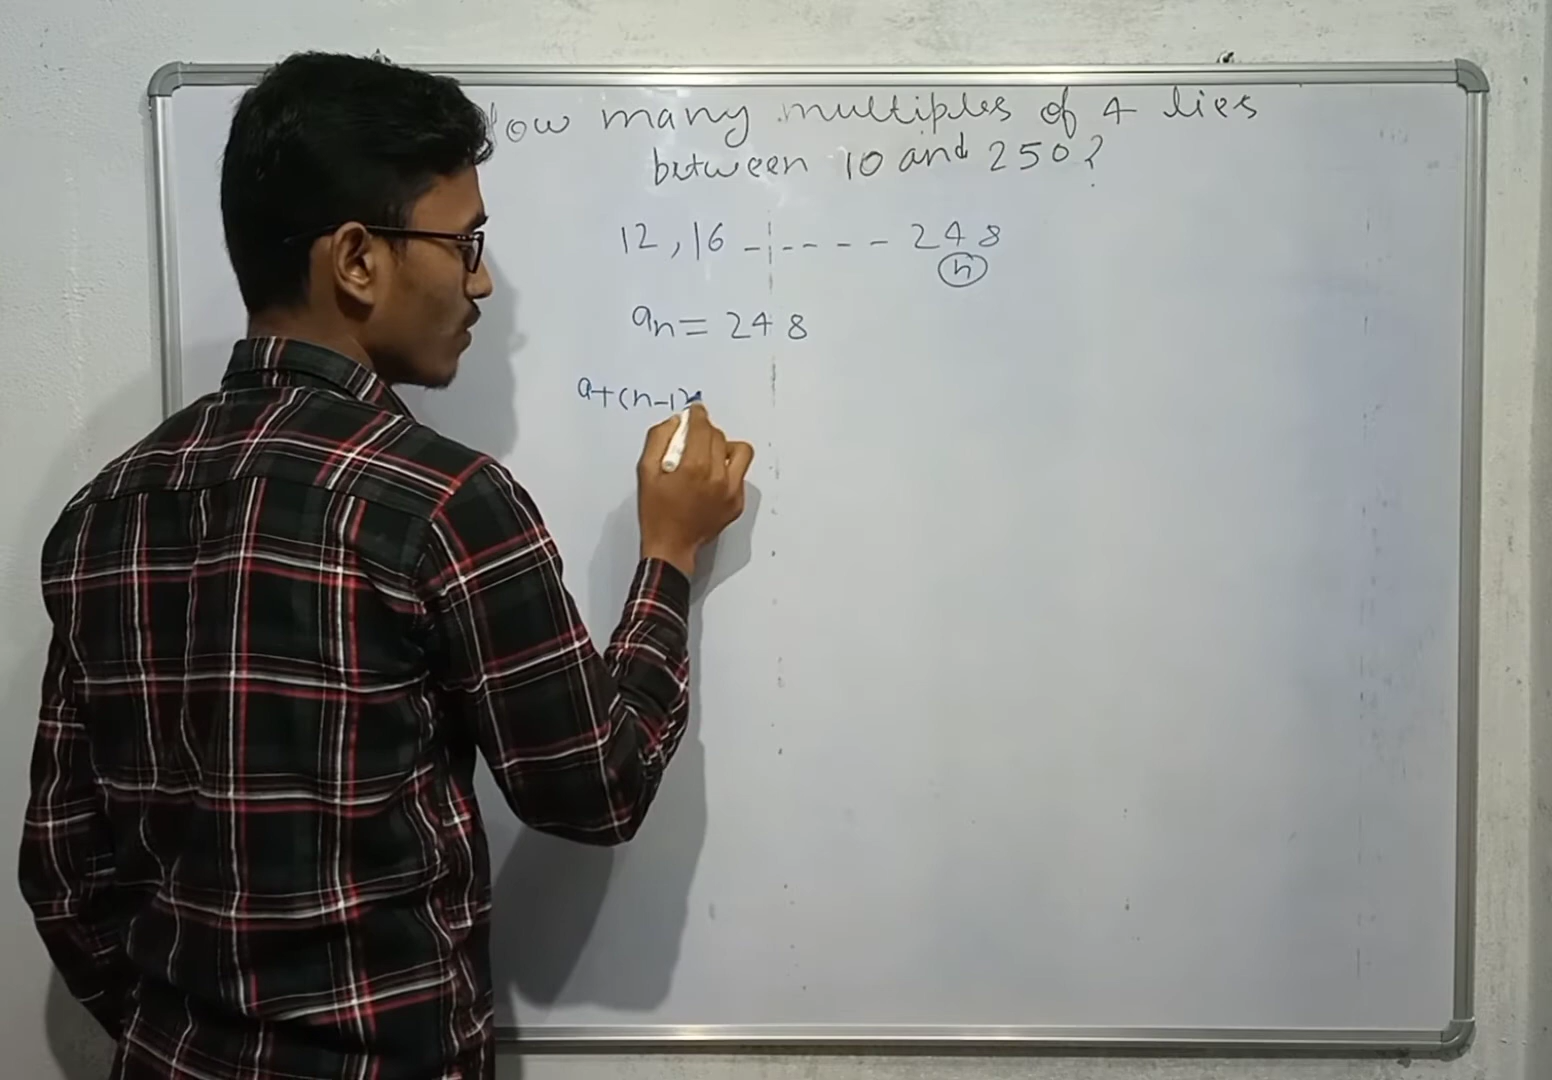 ow many multiples of 4 lies
between 10 and 250?
12, 16 - - - - - 248
n
an = 248
a+(n-1)